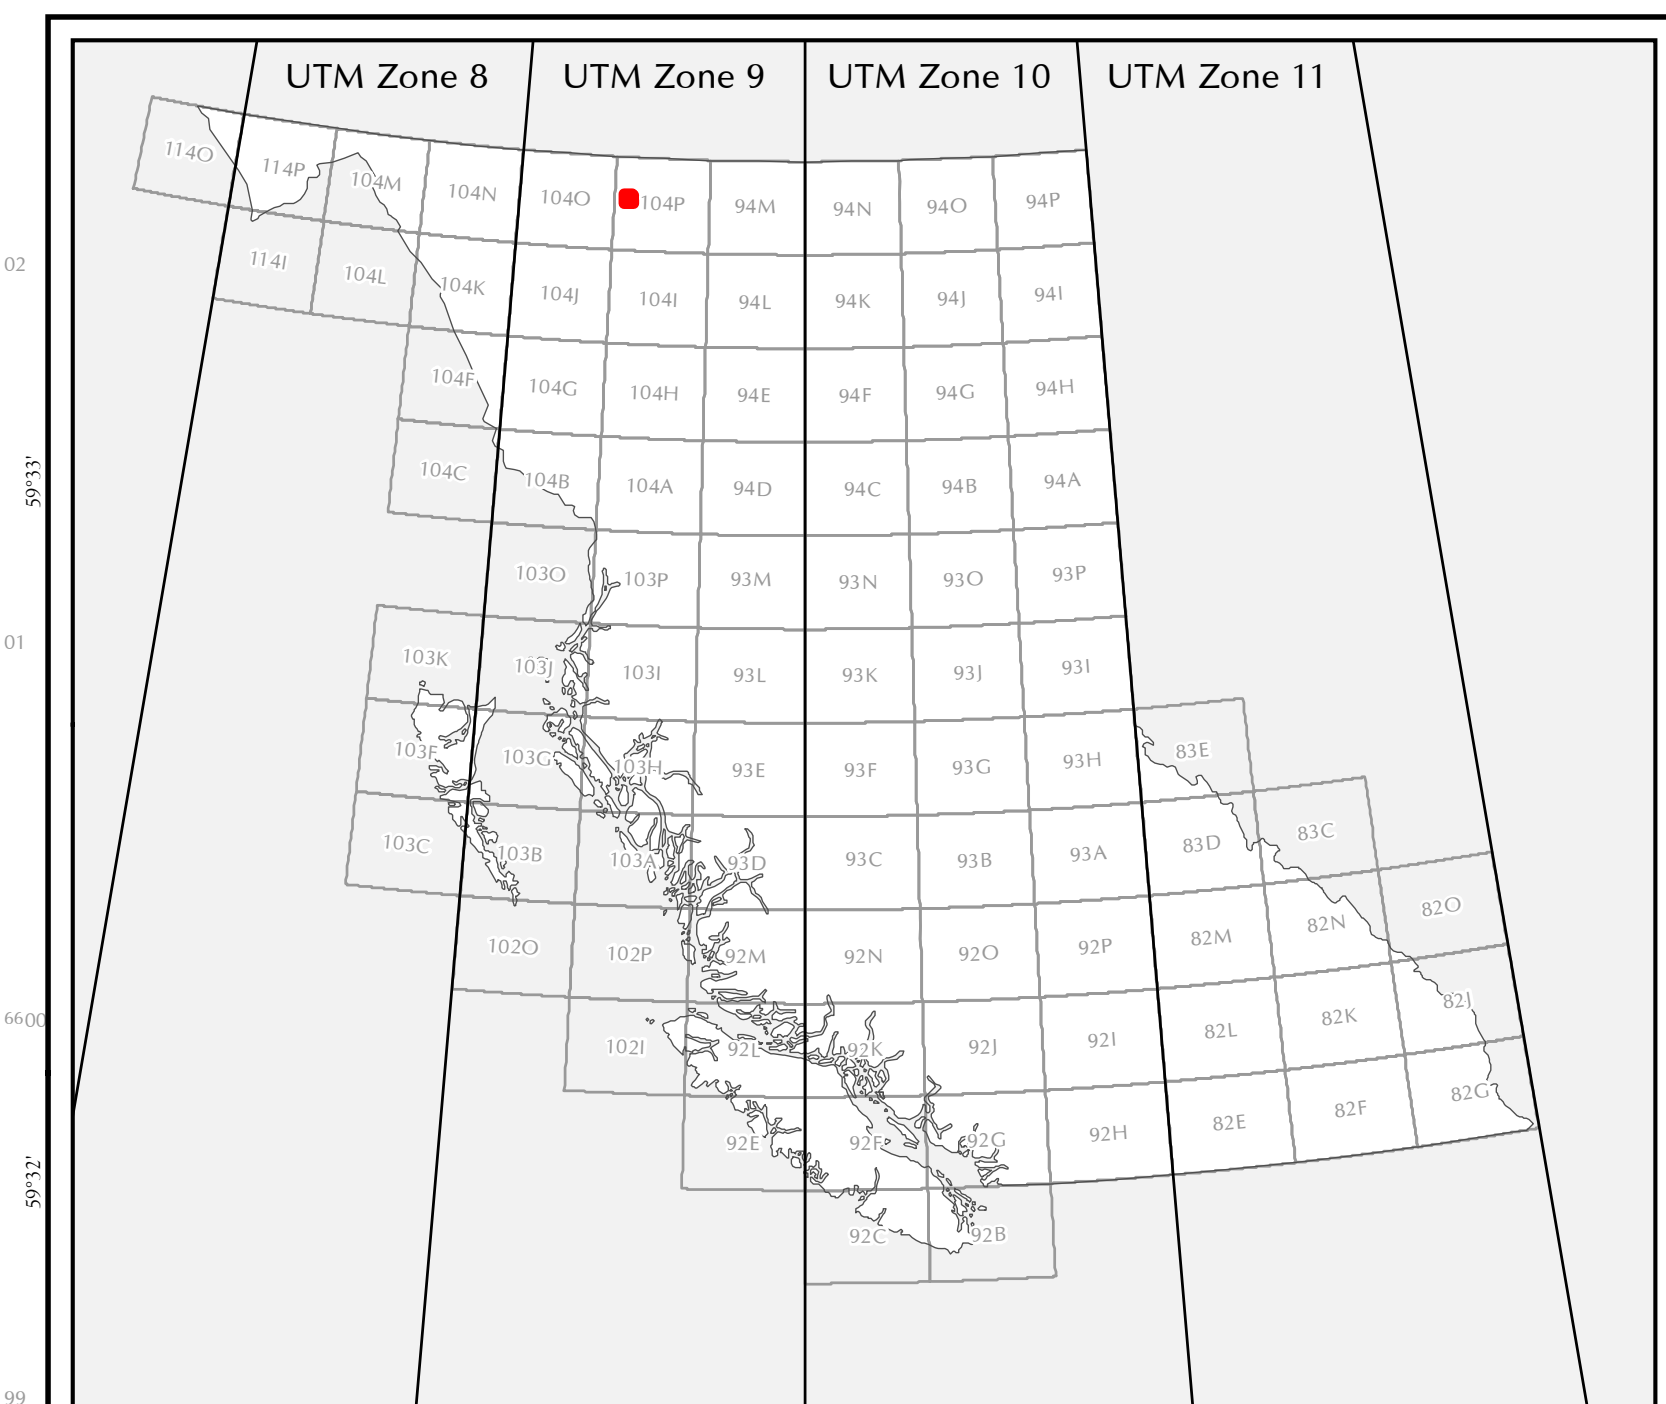 UTM Zone 8 UTM Zone 9 UTM Zone 10 UTM Zone 11
114O 114P 104M 104N 104O 104P 94M 94N 94O 94P
02
114I 104L 104K 104J 104I 94L 94K 94J 94I
104F 104G 104H 94E 94F 94G 94H
59°33'
104C 104B 104A 94D 94C 94B 94A
103O 103P 93M 93N 93O 93P
01
103K 103J 103I 93L 93K 93J 93I
103F 103G 103H 93E 93F 93G 93H 83E
103C 103B 103A 93D 93C 93B 93A 83D 83C
102O 102P 92M 92N 92O 92P 82M 82N 82O
6600
102I 92L 92K 92J 92I 82L 82K 82J
92E 92F 92G 92H 82E 82F 82G
59°32'
92C 92B
99